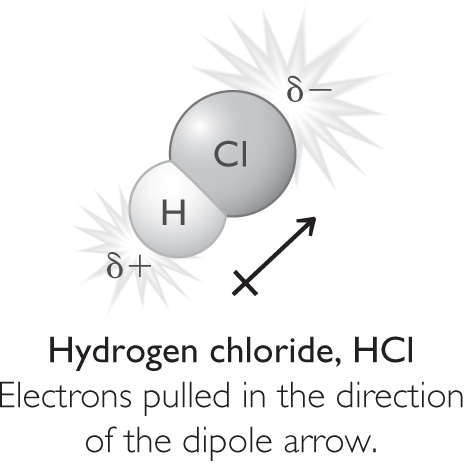 δ−
Cl
H
δ+
Hydrogen chloride, HCl
Electrons pulled in the direction
of the dipole arrow.